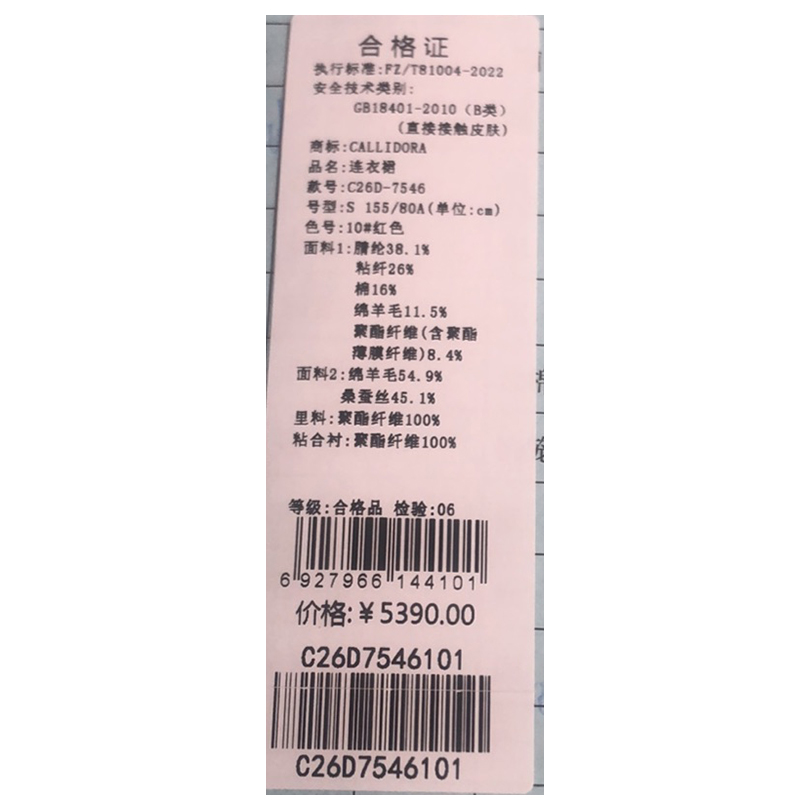 合格证
执行标准:FZ/T81004-2022
安全技术类别:
GB18401-2010（B类）
（直接接触皮肤）
商标:CALLIDORA
品名:连衣裙
款号:C26D-7546
号型:S 155/80A(单位:cm)
色号:10#红色
面料1:腈纶38.1%
粘纤26%
棉16%
绵羊毛11.5%
聚酯纤维(含聚酯
薄膜纤维)8.4%
面料2:绵羊毛54.9%
桑蚕丝45.1%
里料:聚酯纤维100%
粘合衬:聚酯纤维100%
等级:合格品 检验:06
6 927966 144101
价格:¥5390.00
C26D7546101
C26D7546101